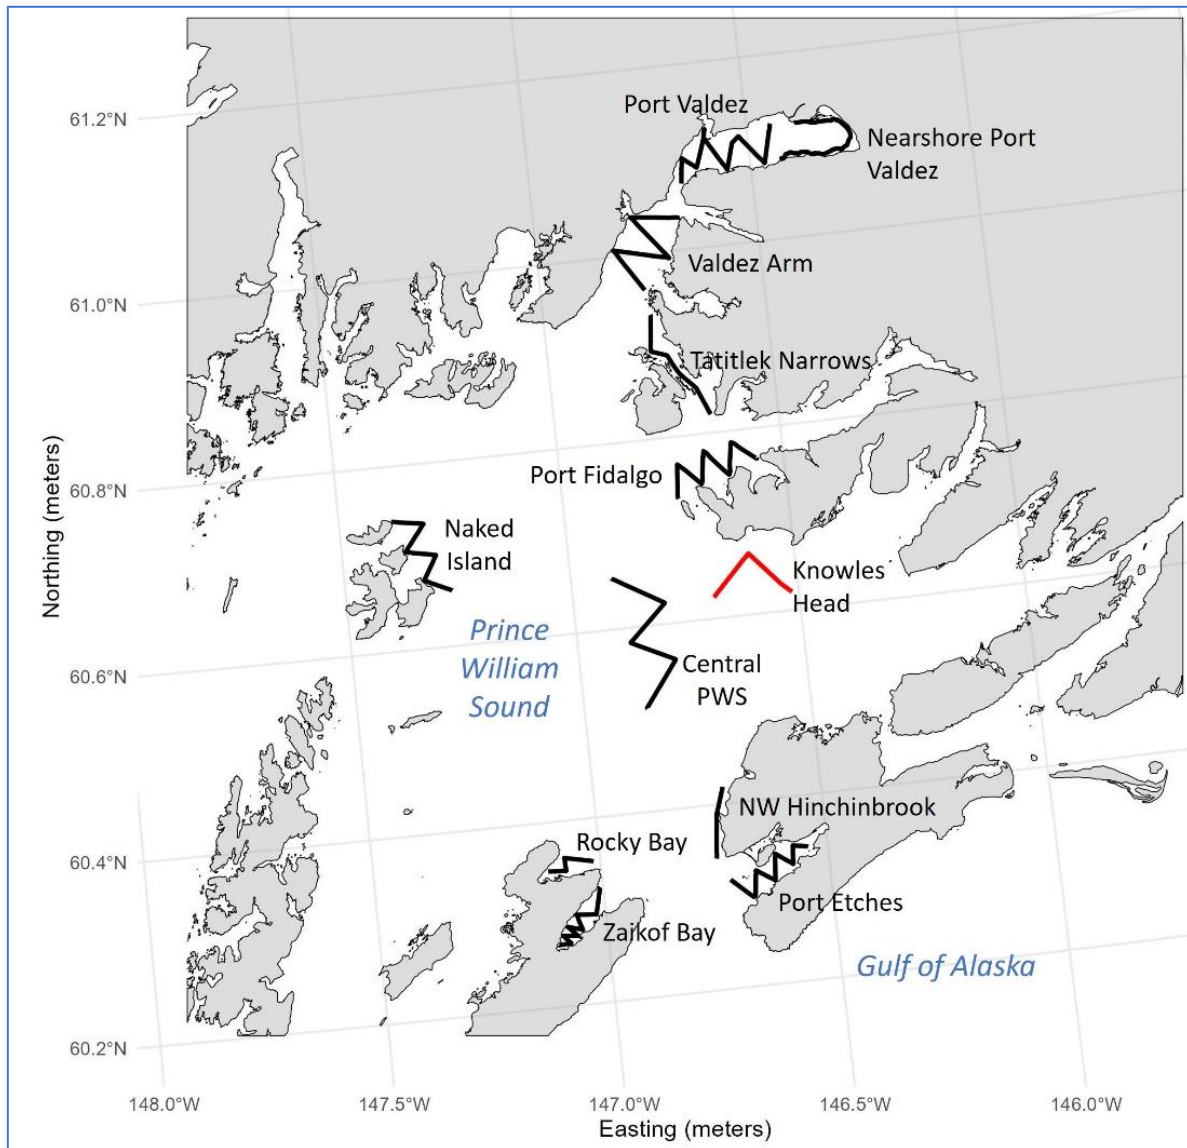 Port Valdez
61.2°N
Nearshore Port
Valdez
Valdez Arm
61.0°N
Tatitlek Narrows
Port Fidalgo
60.8°N
Naked
Island
Knowles
Head
Northing (meters)
Prince
William
Sound
Central
PWS
60.6°N
NW Hinchinbrook
Rocky Bay
60.4°N
Port Etches
Zaikof Bay
Gulf of Alaska
60.2°N
148.0°W
147.5°W
147.0°W
146.5°W
146.0°W
Easting (meters)